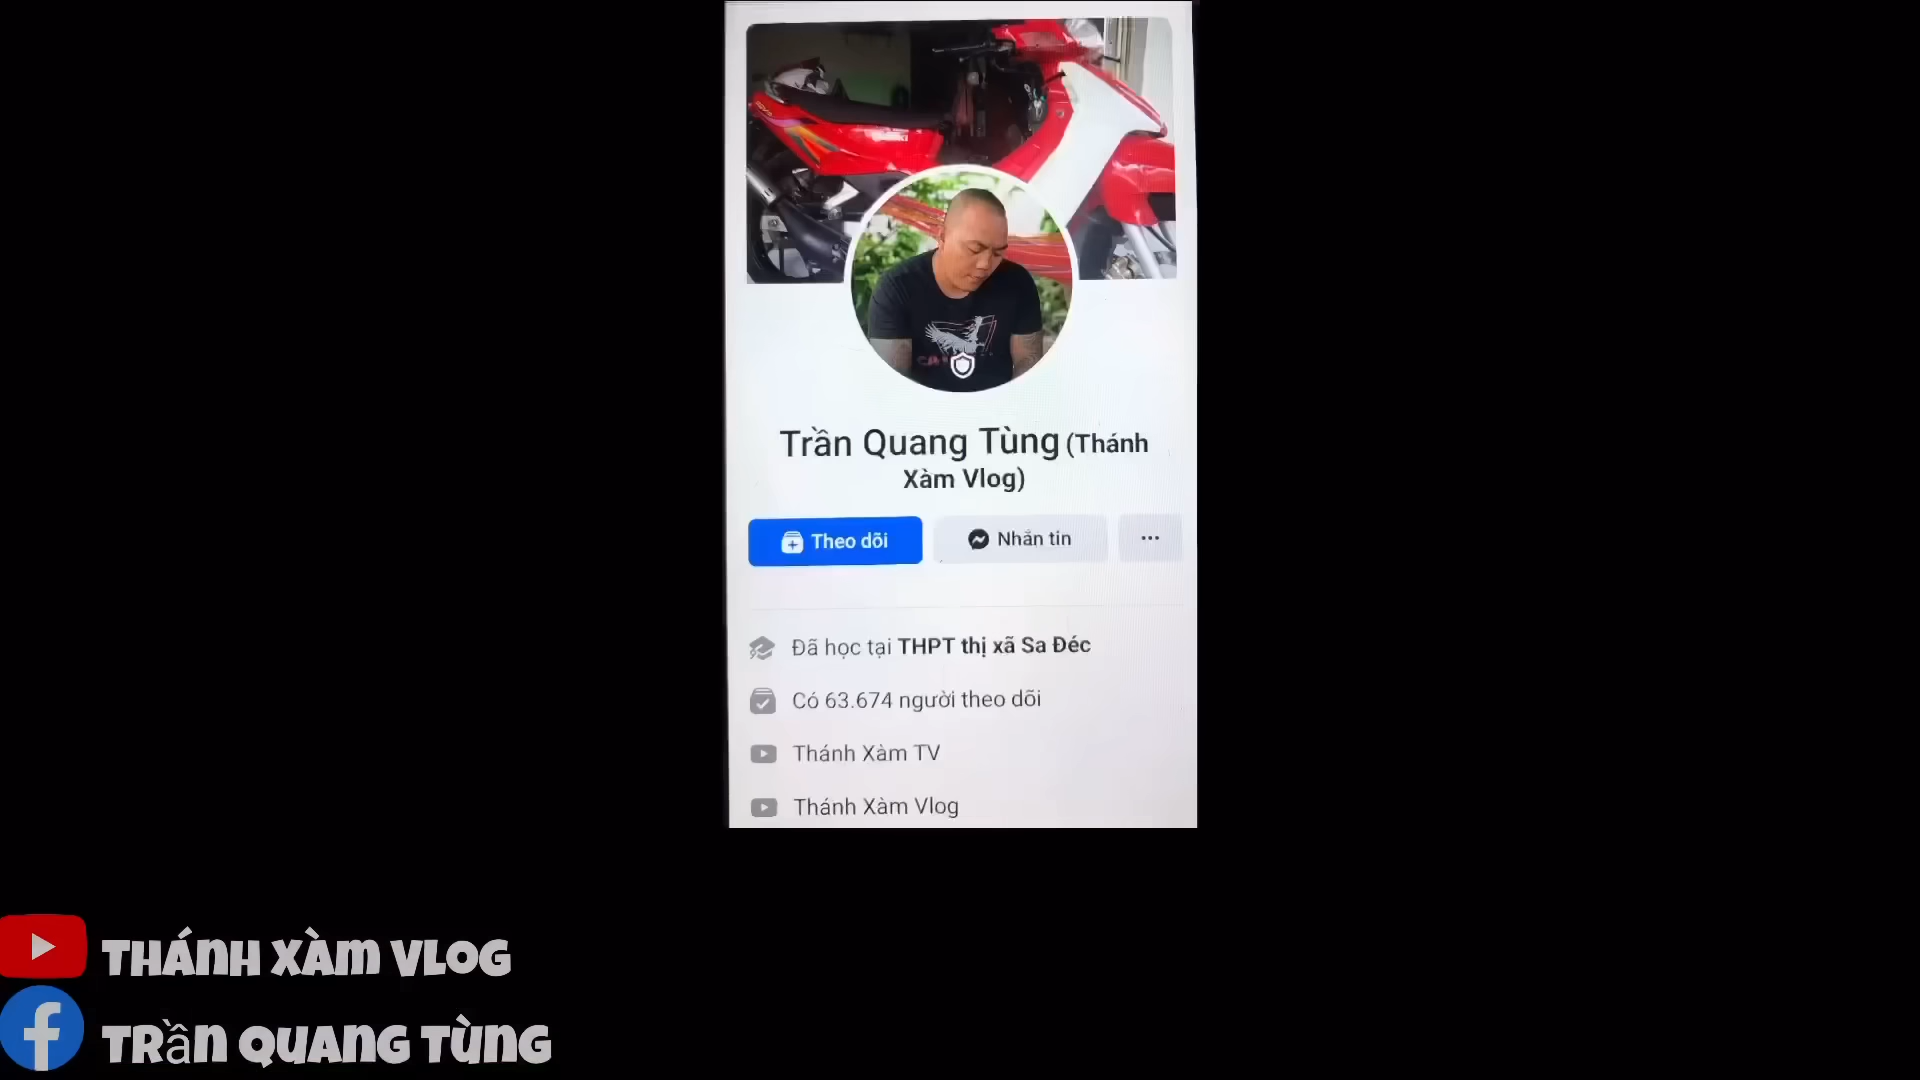 Trần Quang Tùng (Thánh
Xàm Vlog)
Theo dõi
Nhắn tin
Đã học tại THPT thị xã Sa Đéc
Có 63.674 người theo dõi
Thánh Xàm TV
Thánh Xàm Vlog
THÁNH XÀM VLOG
TRẦN QUANG TÙNG